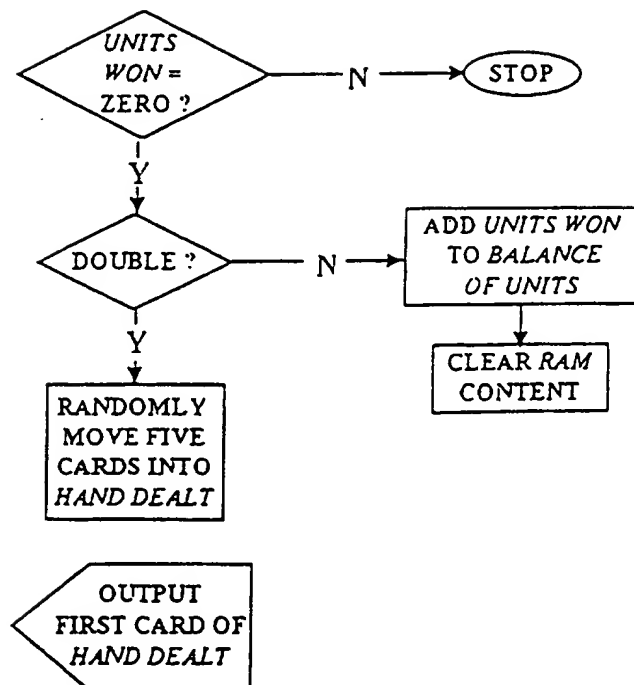 UNITS
WON =
ZERO ?
N
STOP
Y
DOUBLE ?
N
ADD UNITS WON
TO BALANCE
OF UNITS
Y
CLEAR RAM
CONTENT
RANDOMLY
MOVE FIVE
CARDS INTO
HAND DEALT
OUTPUT
FIRST CARD OF
HAND DEALT